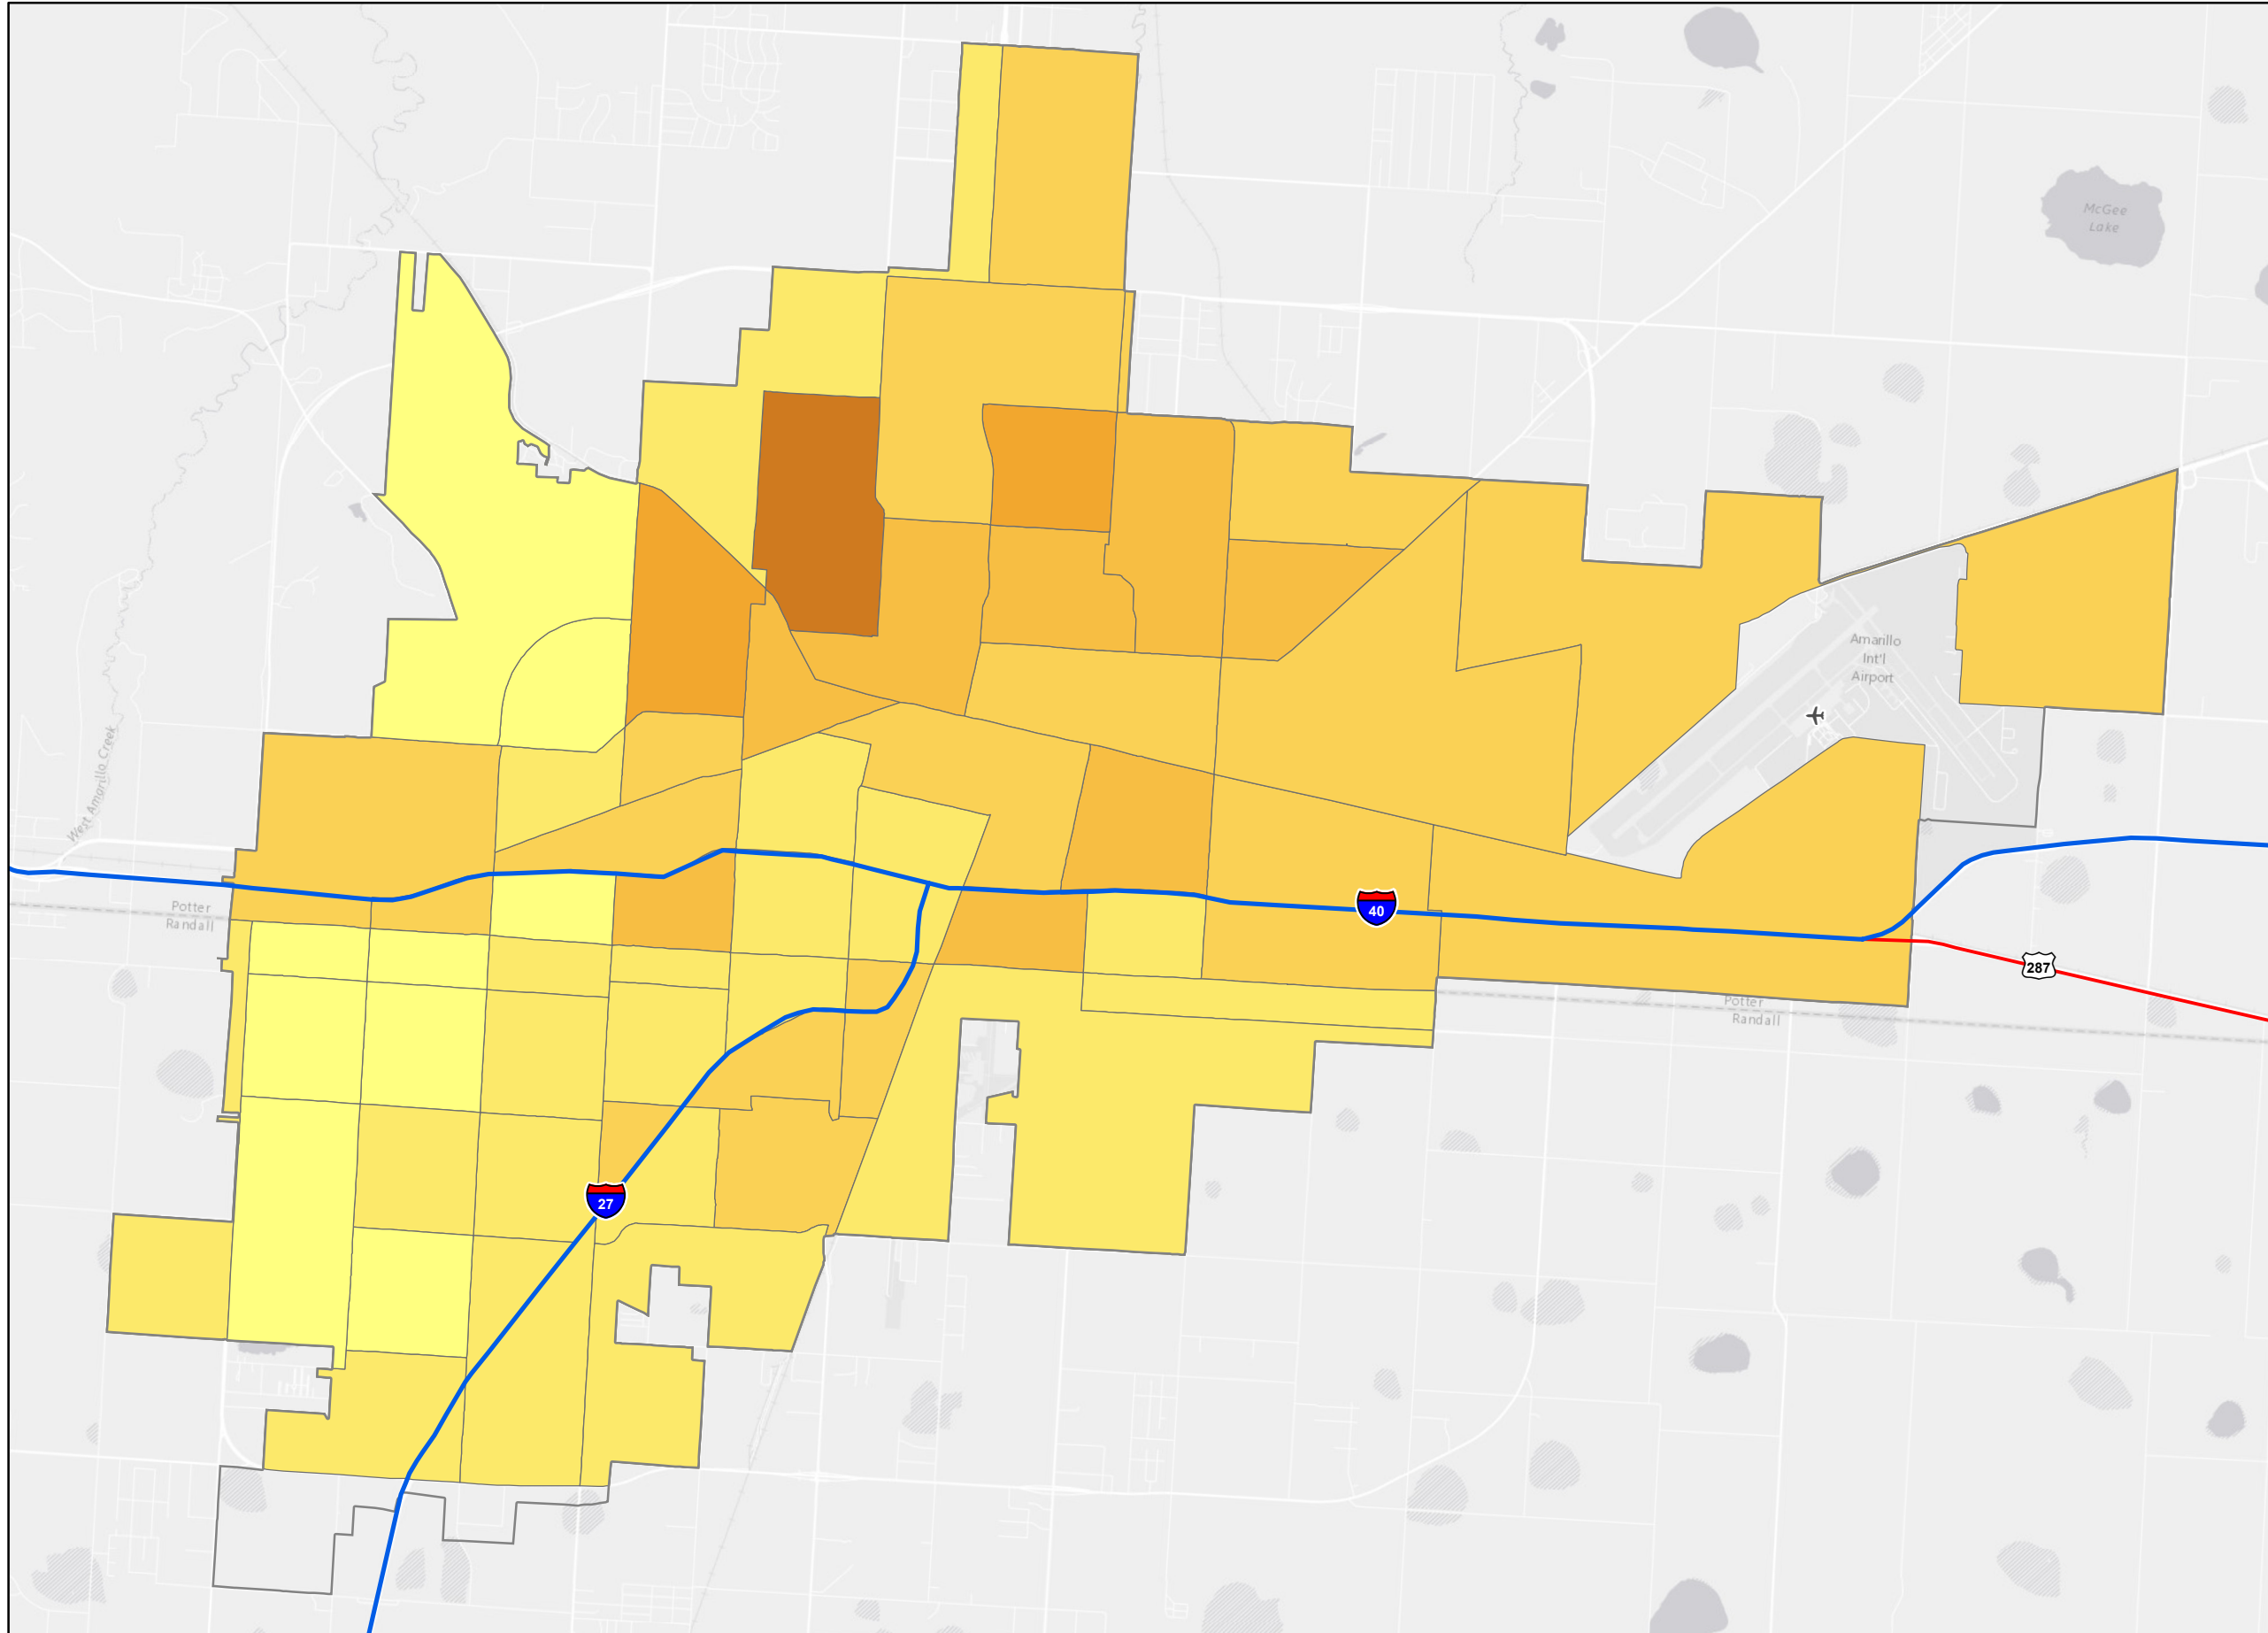 McGee
Lake
Amarillo
Int'l
Airport
West Amarillo Creek
Potter
Randall
40
287
Potter
Randall
27